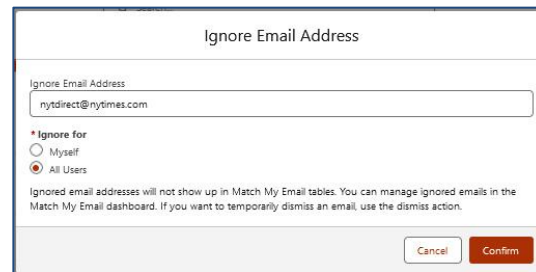 Ignore Email Address
Ignore Email Address
nytdirect@nytimes.com
* Ignore for
Myself
All Users
Ignored email addresses will not show up in Match My Email tables. You can manage ignored emails in the
Match My Email dashboard. If you want to temporarily dismiss an email, use the dismiss action.
Cancel Confirm